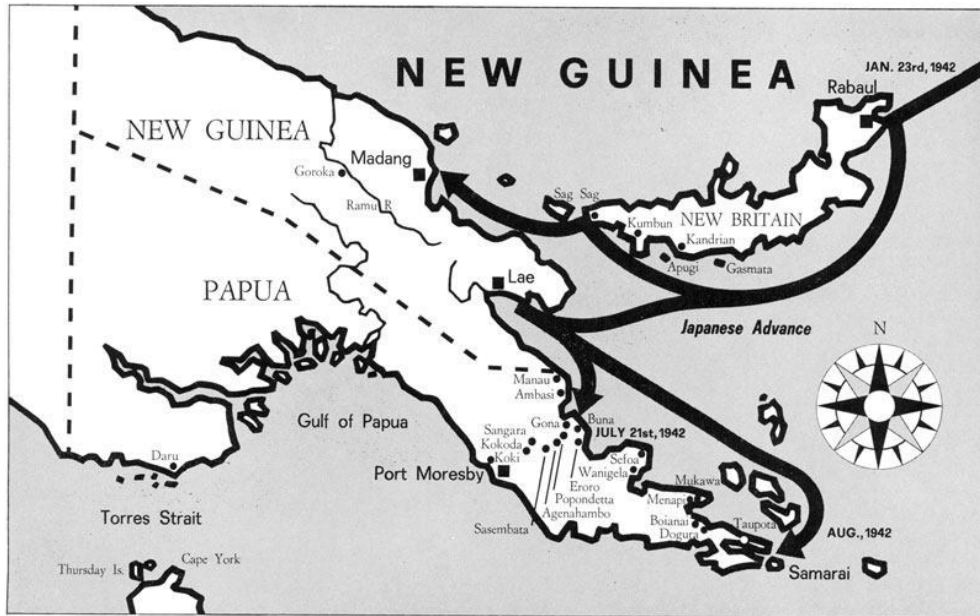 NEW GUINEA
JAN. 23rd, 1942
Rabaul
NEW GUINEA
Madang
Goroka
Ramu R
Sag Sag
NEW BRITAIN
Kumbun
Kandrian
Apugi
Gasmata
Lae
PAPUA
Japanese Advance
N
Manau
Ambasi
Gona
Buna
JULY 21st, 1942
Gulf of Papua
Sangara
Kokoda
Koki
Daru
Port Moresby
Sefoa
Wanigela
Mukawa
Eroro
Popondetta
Agenahambo
Sasembata
Menapi
Boianai
Dogura
Taupota
Torres Strait
AUG., 1942
Samarai
Thursday Is.
Cape York